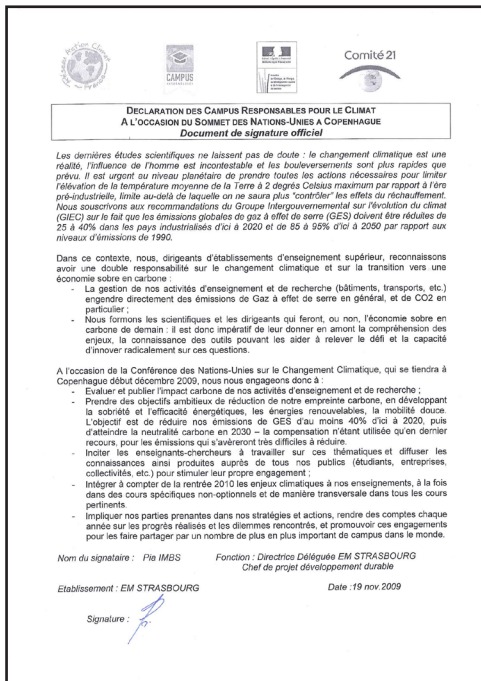 CAMPUS
RESPONSABLES
Comité 21
DECLARATION DES CAMPUS RESPONSABLES POUR LE CLIMAT
A L'OCCASION DU SOMMET DES NATIONS-UNIES A COPENHAGUE
Document de signature officiel
Les dernières études scientifiques ne laissent pas de doute : le changement climatique est une
réalité, l'influence de l'homme est incontestable et les bouleversements sont plus rapides que
prévu. Il est urgent au niveau planétaire de prendre toutes les actions nécessaires pour limiter
l'élévation de la température moyenne de la Terre à 2 degrés Celsius maximum par rapport à l'ère
pré-industrielle, limite au-delà de laquelle on ne saura plus "contrôler" les effets du réchauffement.
Nous souscrivons aux recommandations du Groupe Intergouvernemental sur l'évolution du climat
(GIEC) sur le fait que les émissions globales de gaz à effet de serre (GES) doivent être réduites de
25 à 40% dans les pays industrialisés d'ici à 2020 et de 85 à 95% d'ici à 2050 par rapport aux
niveaux d'émissions de 1990.
Dans ce contexte, nous, dirigeants d'établissements d'enseignement supérieur, reconnaissons
avoir une double responsabilité sur le changement climatique et sur la transition vers une
économie sobre en carbone :
- La gestion de nos activités d'enseignement et de recherche (bâtiments, transports, etc.)
engendre directement des émissions de Gaz à effet de serre en général, et de CO2 en
particulier ;
- Nous formons les scientifiques et les dirigeants qui feront, ou non, l'économie sobre en
carbone de demain : il est donc impératif de leur donner en amont la compréhension des
enjeux, la connaissance des outils pouvant les aider à relever le défi et la capacité
d'innover radicalement sur ces questions.
A l'occasion de la Conférence des Nations-Unies sur le Changement Climatique, qui se tiendra à
Copenhague début décembre 2009, nous nous engageons donc à :
- Evaluer et publier l'impact carbone de nos activités d'enseignement et de recherche ;
- Prendre des objectifs ambitieux de réduction de notre empreinte carbone, en développant
la sobriété et l'efficacité énergétiques, les énergies renouvelables, la mobilité douce.
L'objectif est de réduire nos émissions de GES d'au moins 40% d'ici à 2020, puis
d'atteindre la neutralité carbone en 2030 – la compensation n'étant utilisée qu'en dernier
recours, pour les émissions qui s'avèreront très difficiles à réduire.
- Inciter les enseignants-chercheurs à travailler sur ces thématiques et diffuser les
connaissances ainsi produites auprès de tous nos publics (étudiants, entreprises,
collectivités, etc.) pour stimuler leur propre engagement ;
- Intégrer à compter de la rentrée 2010 les enjeux climatiques à nos enseignements, à la fois
dans des cours spécifiques non-optionnels et de manière transversale dans tous les cours
pertinents.
- Impliquer nos parties prenantes dans nos stratégies et actions, rendre des comptes chaque
année sur les progrès réalisés et les dilemmes rencontrés, et promouvoir ces engagements
pour les faire partager par un nombre de plus en plus important de campus dans le monde.
Nom du signataire : Pia IMBS Fonction : Directrice Déléguée EM STRASBOURG
Chef de projet développement durable
Etablissement : EM STRASBOURG Date :19 nov.2009
Signature :